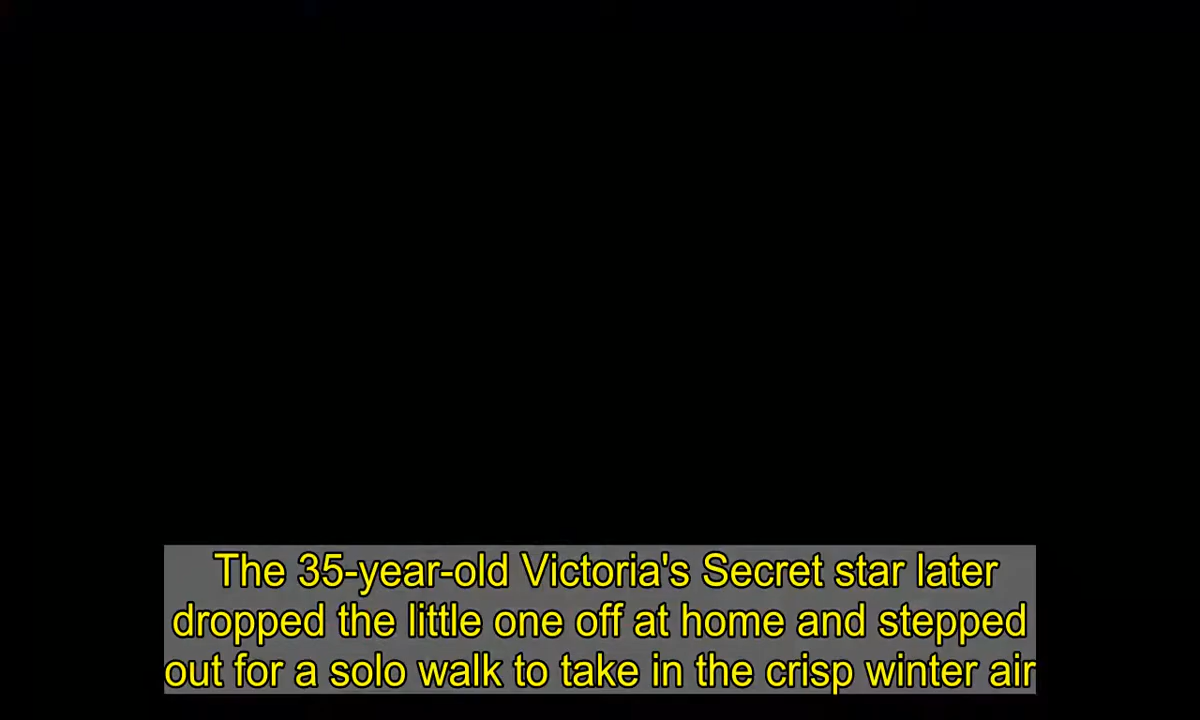 The 35-year-old Victoria's Secret star later
dropped the little one off at home and stepped
out for a solo walk to take in the crisp winter air